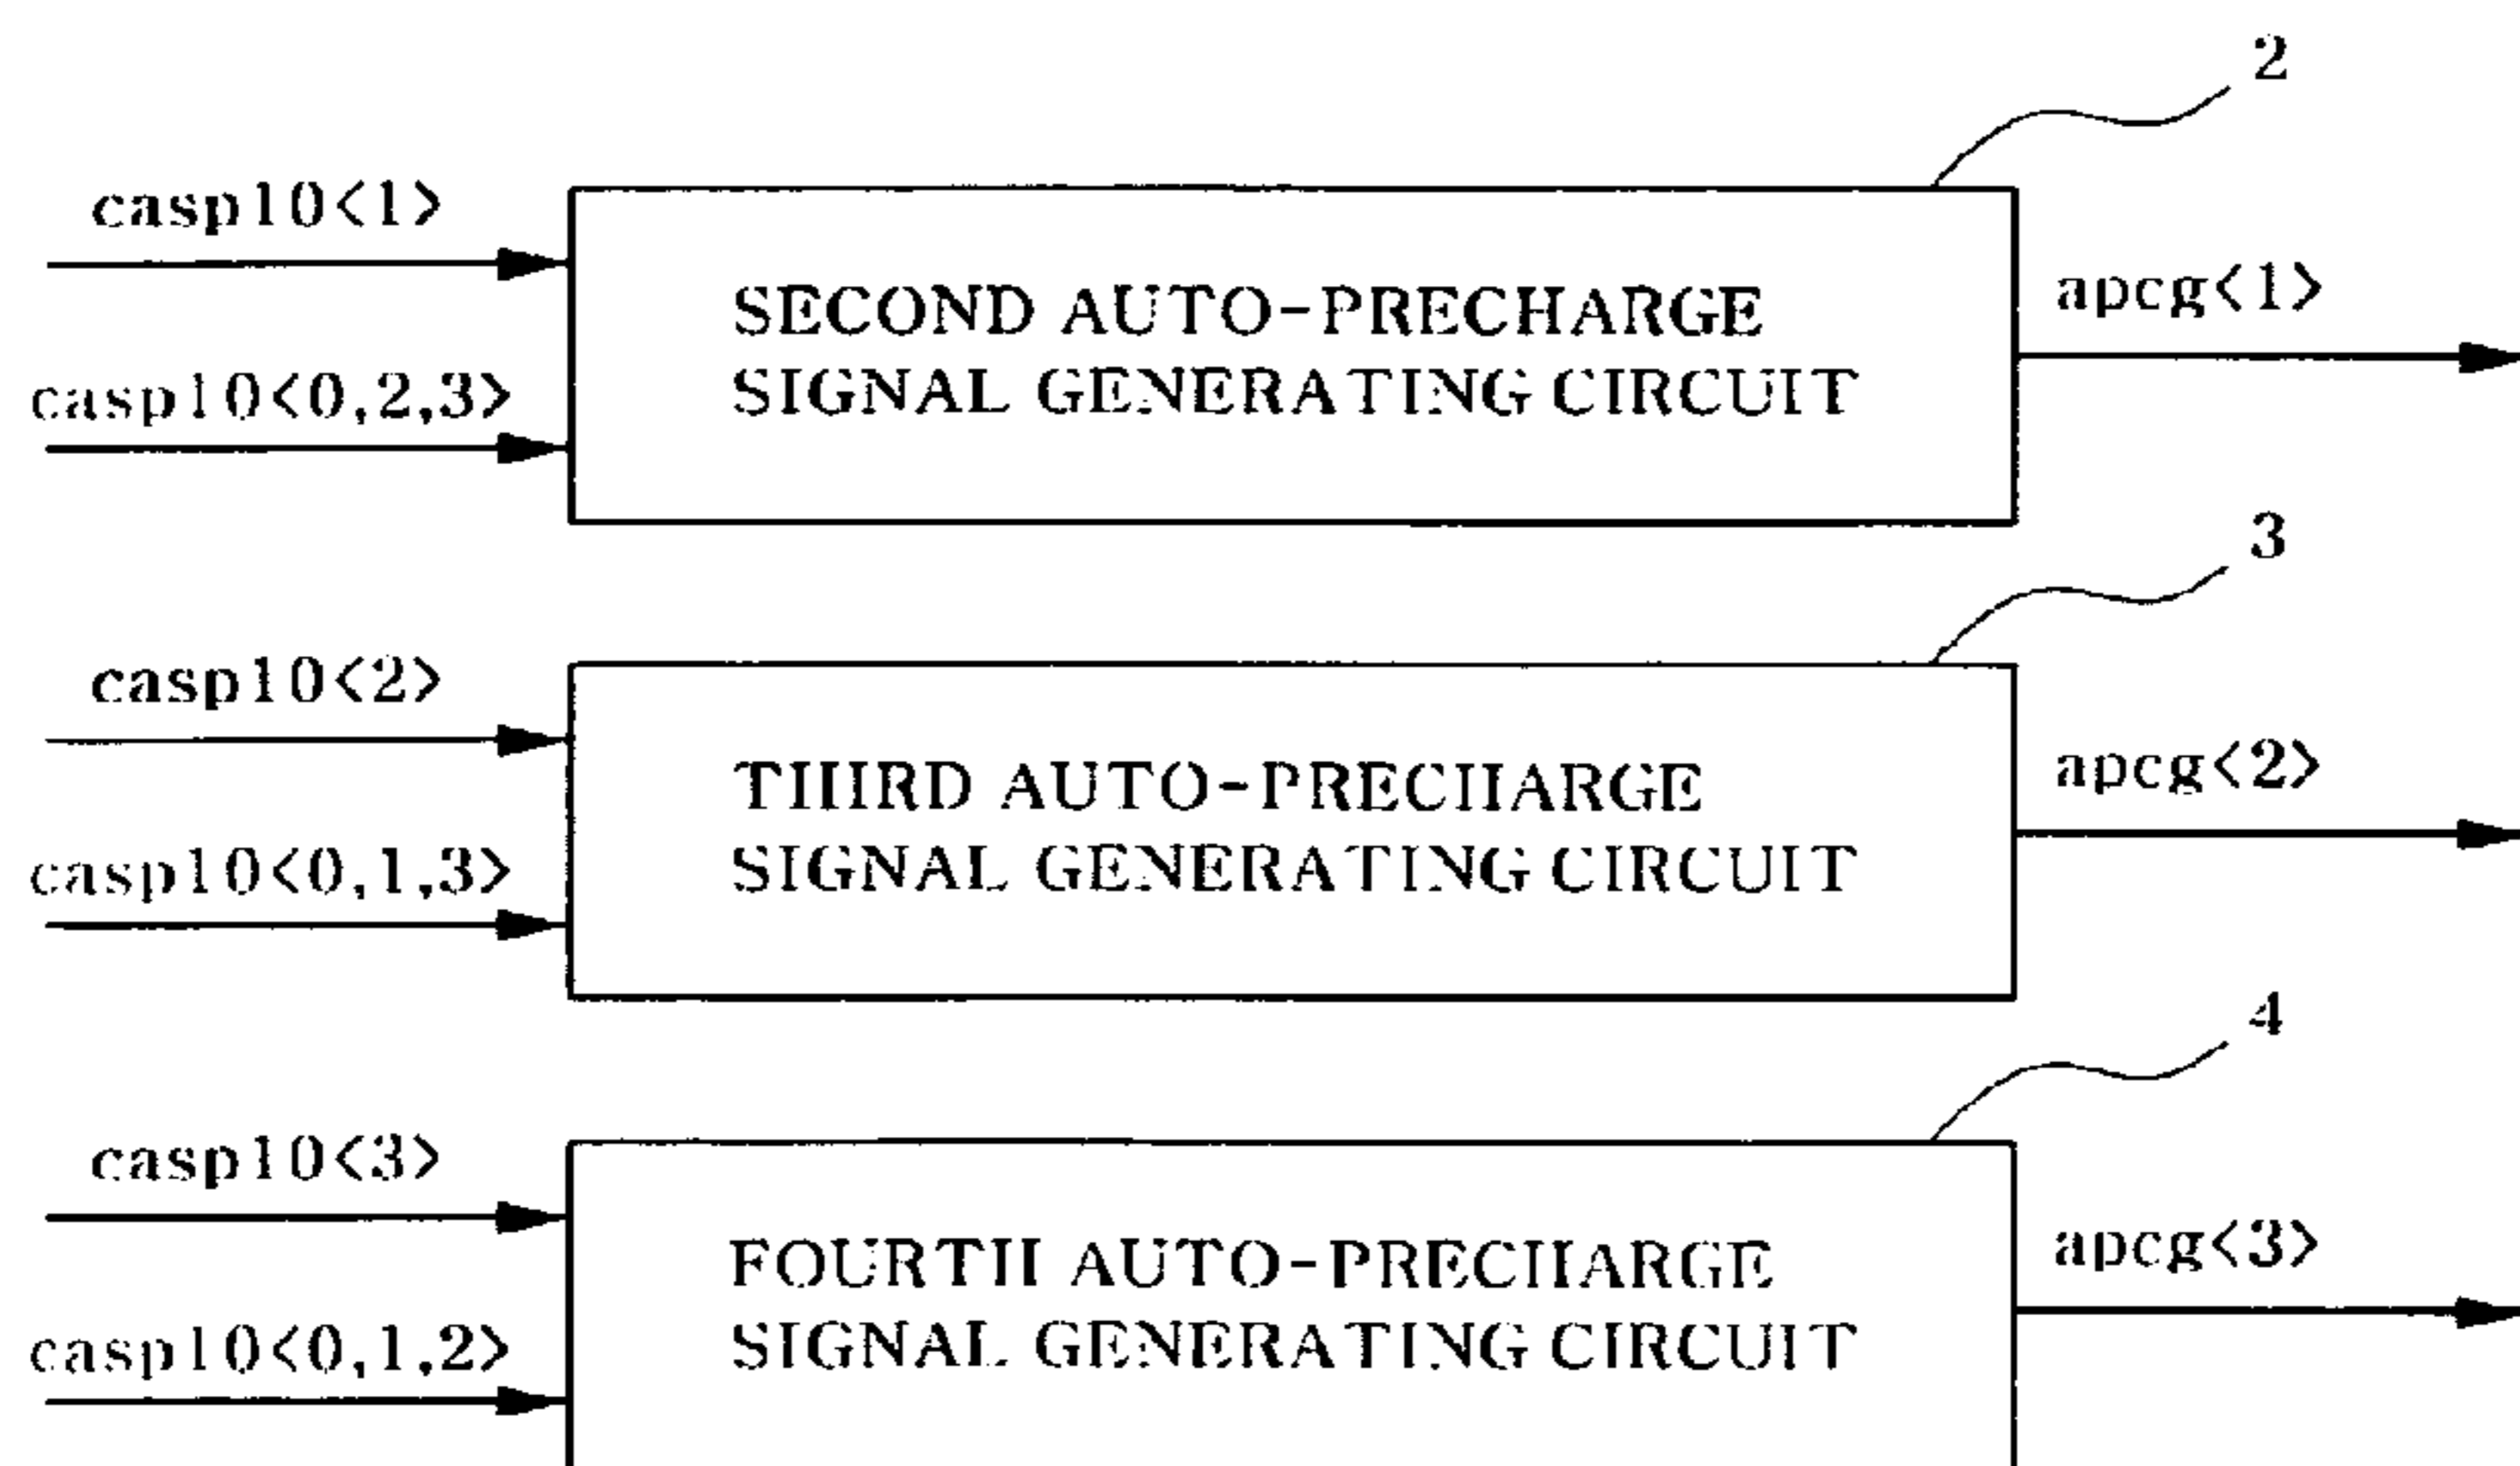 2
casp10<1>
SECOND AUTO-PRECHARGE
SIGNAL GENERATING CIRCUIT
apcg<1>
casp10<0,2,3>
3
casp10<2>
THIRD AUTO-PRECHARGE
SIGNAL GENERATING CIRCUIT
apcg<2>
casp10<0,1,3>
4
casp10<3>
FOURTH AUTO-PRECHARGE
SIGNAL GENERATING CIRCUIT
apcg<3>
casp10<0,1,2>